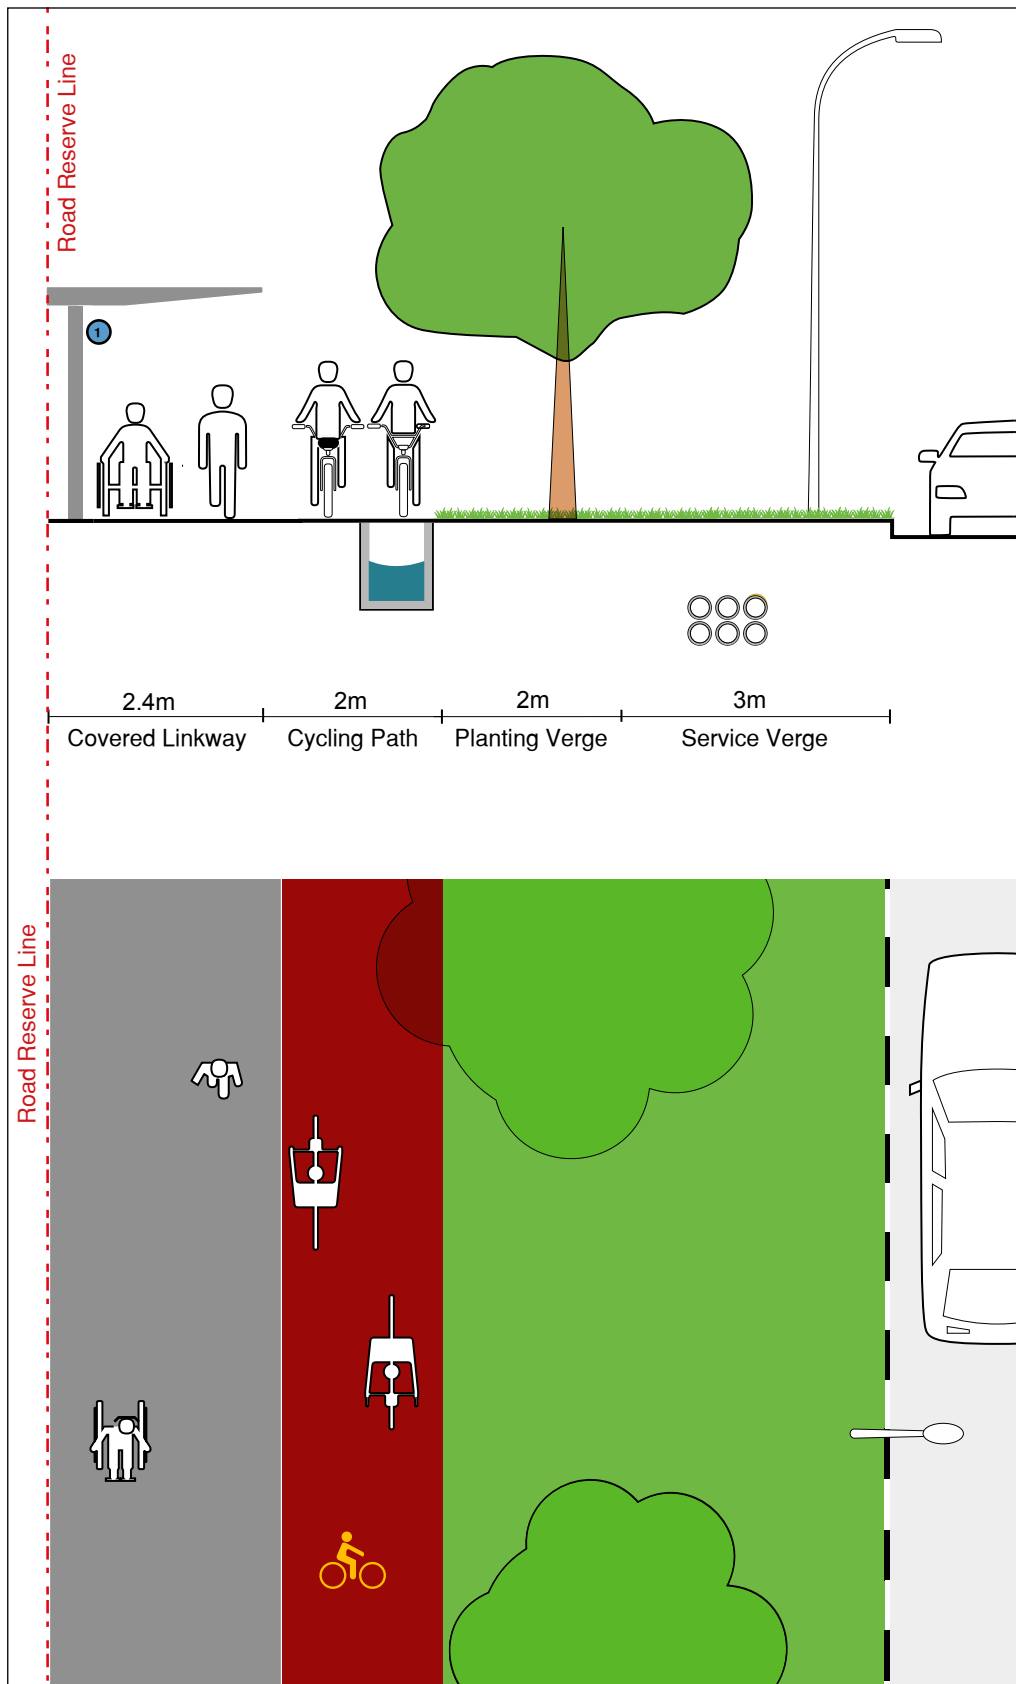 Road Reserve Line
1
2.4m 2m 2m 3m
Covered Linkway Cycling Path Planting Verge Service Verge
Road Reserve Line